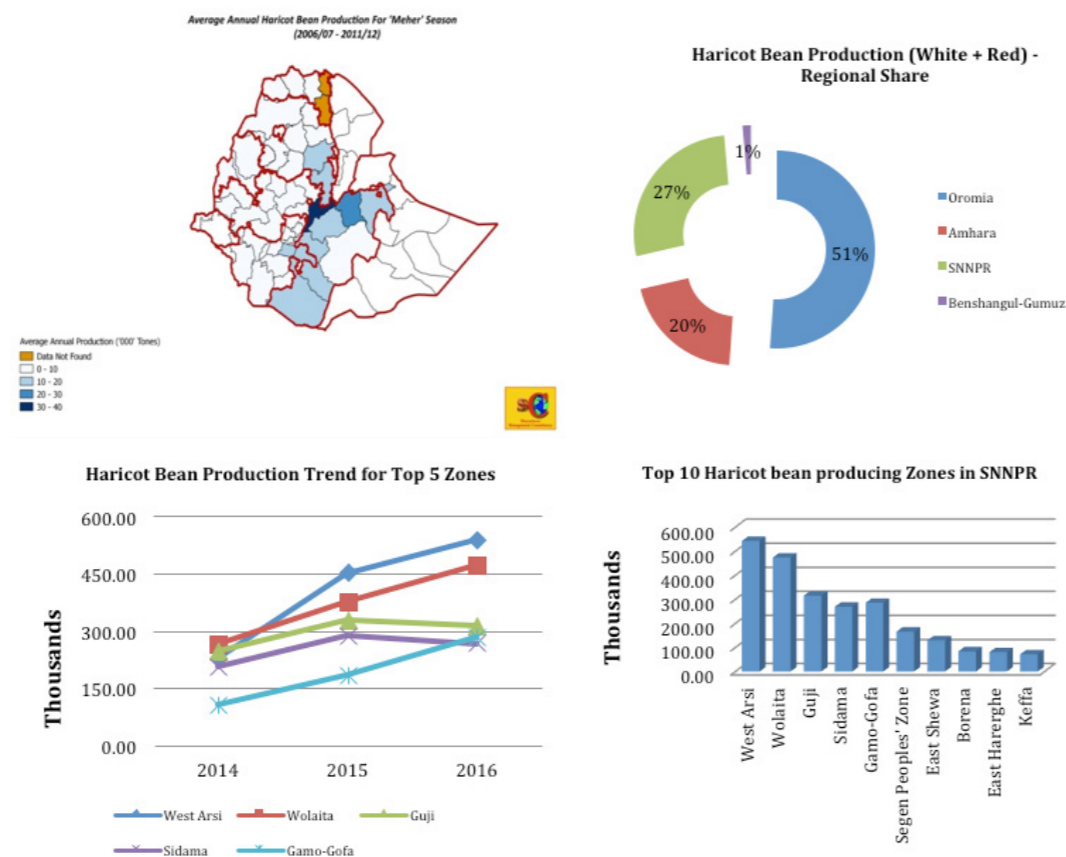 Average Annual Haricot Bean Production For 'Meher' Season
(2006/07 - 2011/12)
Average Annual Production ('000' Tones)
Data Not Found
0 - 10
10 - 20
20 - 30
30 - 40
Haricot Bean Production (White + Red) -
Regional Share
1%
27%
51%
20%
Oromia
Amhara
SNNPR
Benshangul-Gumuz
Haricot Bean Production Trend for Top 5 Zones
Thousands
600.00
450.00
300.00
150.00
0.00
2014
2015
2016
West Arsi
Wolaita
Guji
Sidama
Gamo-Gofa
Top 10 Haricot bean producing Zones in SNNPR
Thousands
600.00
500.00
400.00
300.00
200.00
100.00
0.00
West Arsi
Wolaita
Guji
Sidama
Gamo-Gofa
Segen Peoples' Zone
East Shewa
Borena
East Harerghe
Keffa